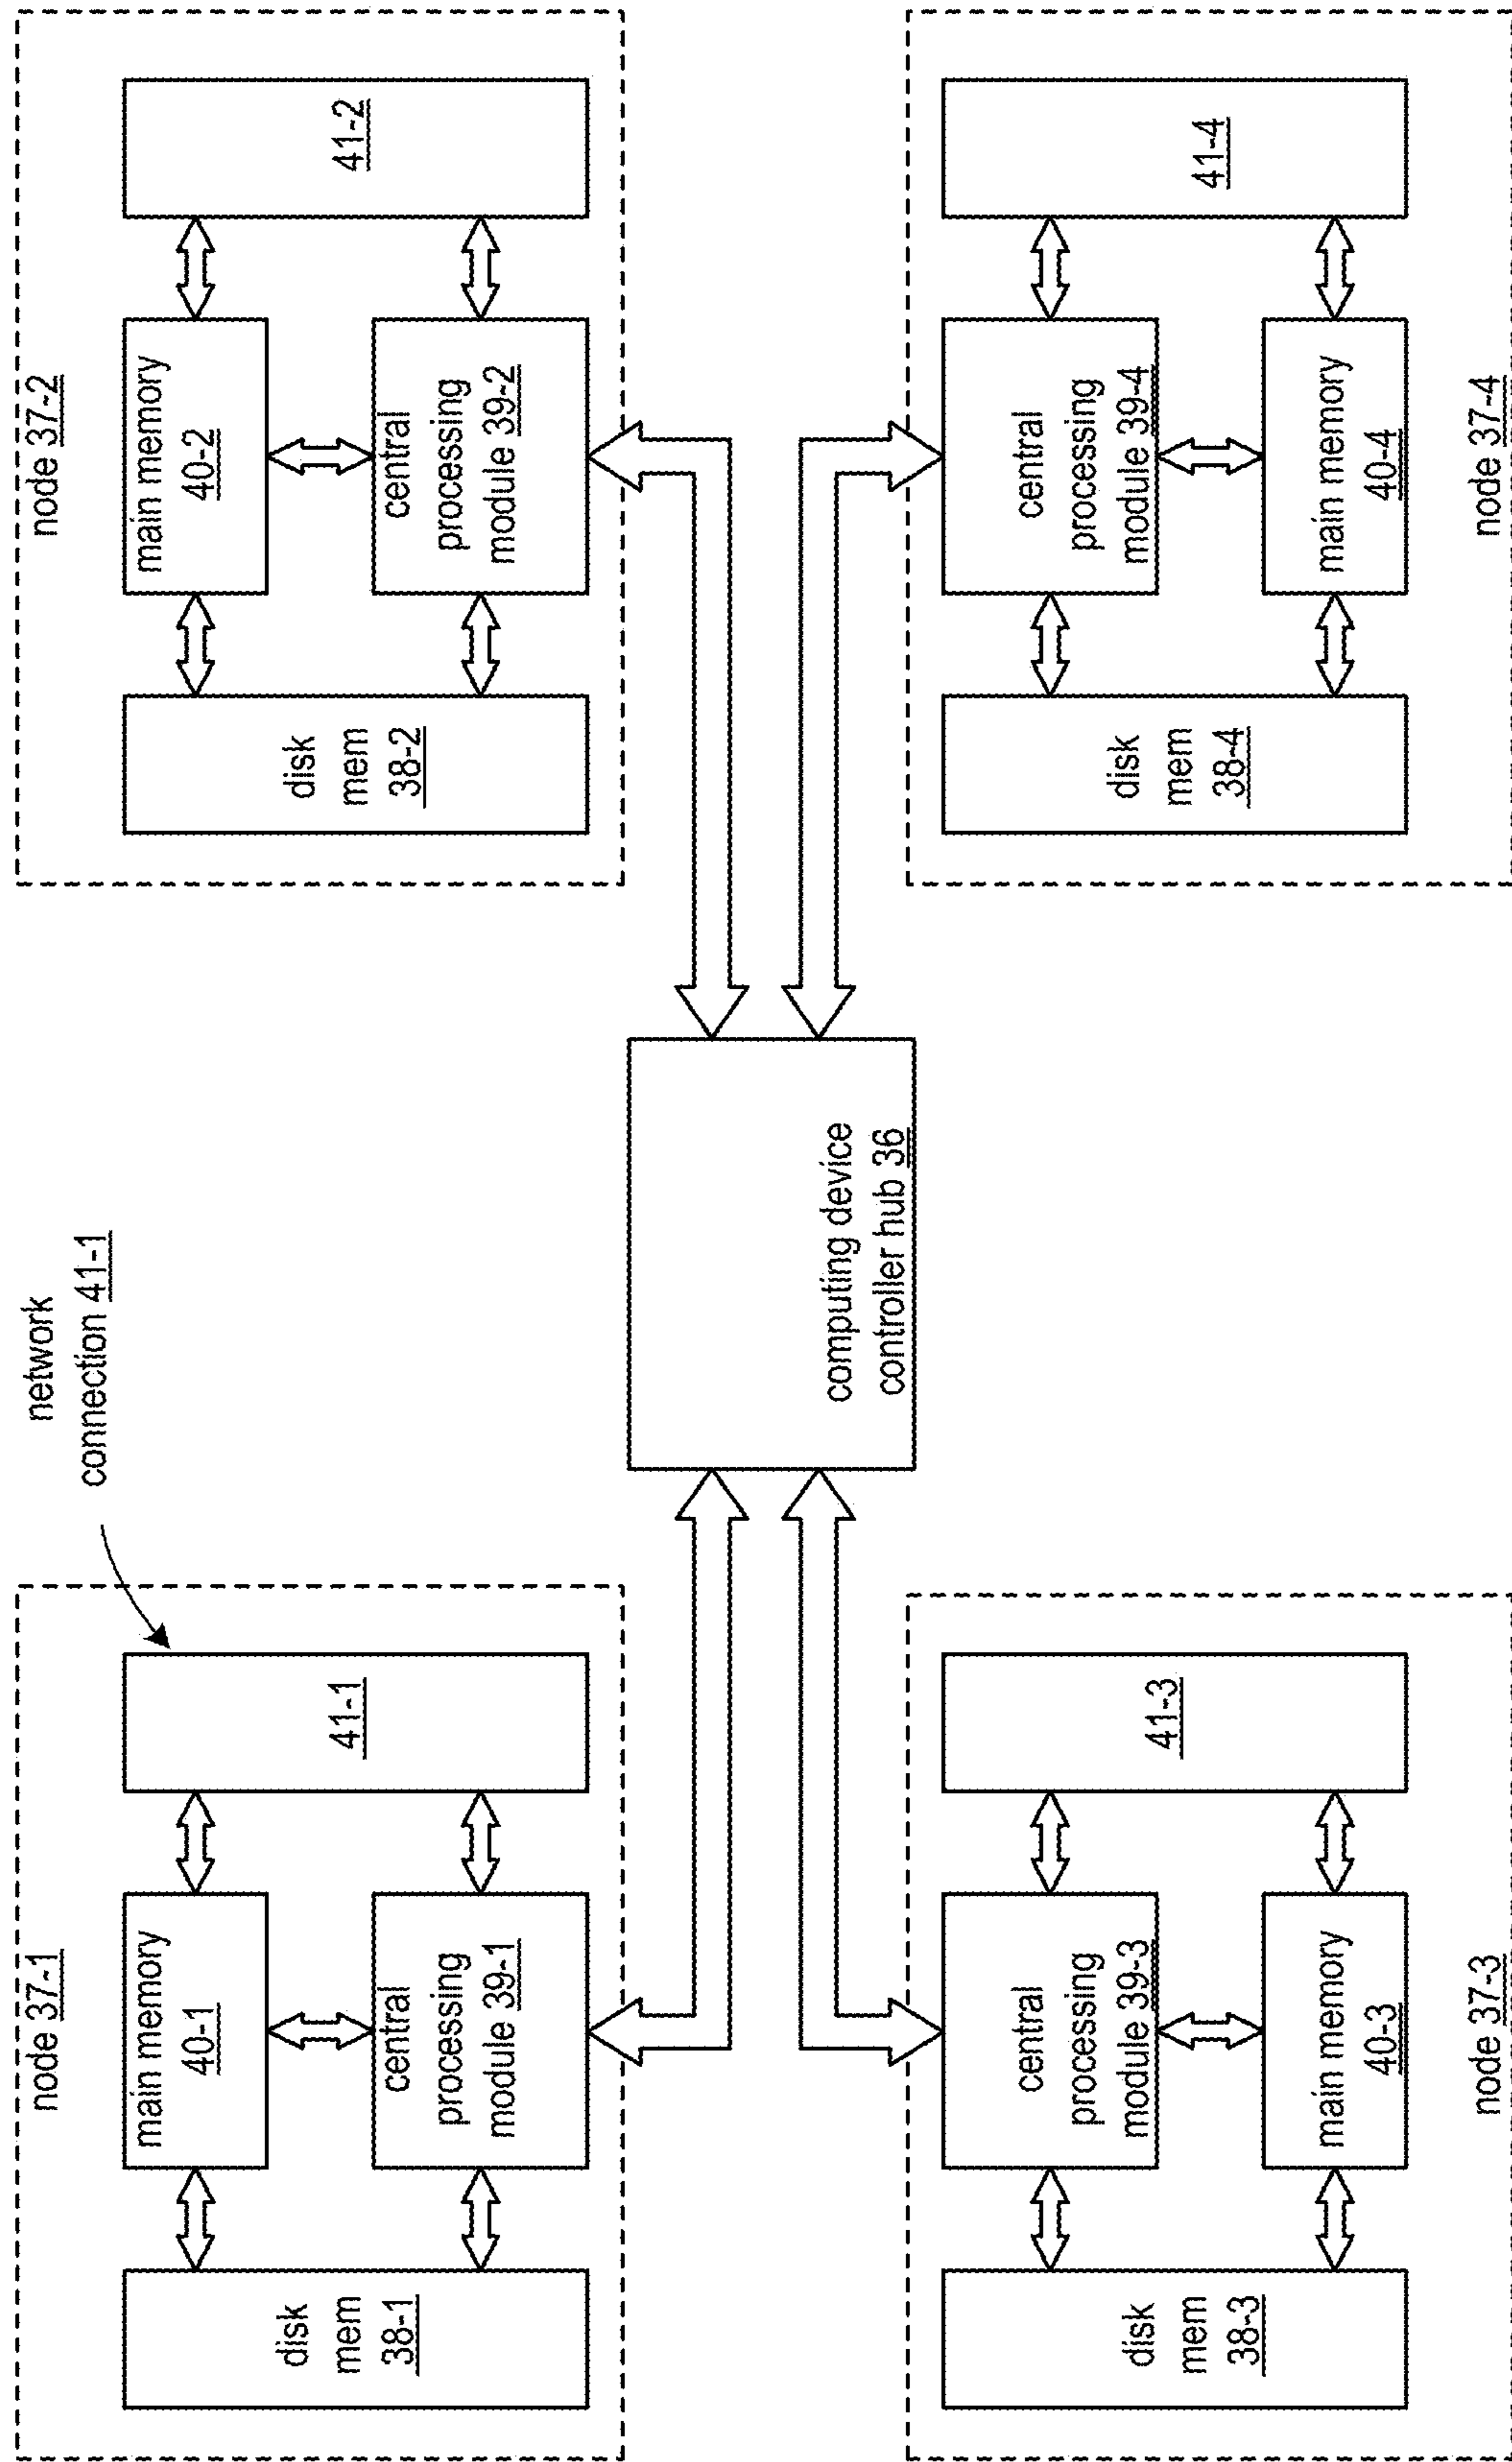 node 37-1
main memory
40-1
central
processing
module 39-1
disk
mem
38-1
41-1
network
connection 41-1
node 37-2
main memory
40-2
central
processing
module 39-2
disk
mem
38-2
41-2
computing device
controller hub 36
central
processing
module 39-3
main memory
40-3
disk
mem
38-3
41-3
node 37-3
central
processing
module 39-4
main memory
40-4
disk
mem
38-4
41-4
node 37-4